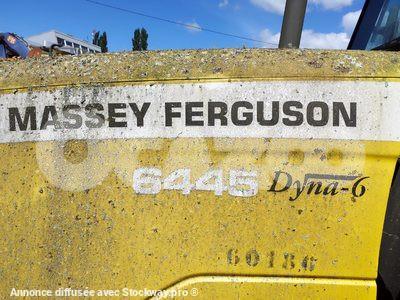 MASSEY FERGUSON
6445 Dyna-6
60186
Annonce diffusée avec Stockway.pro ®